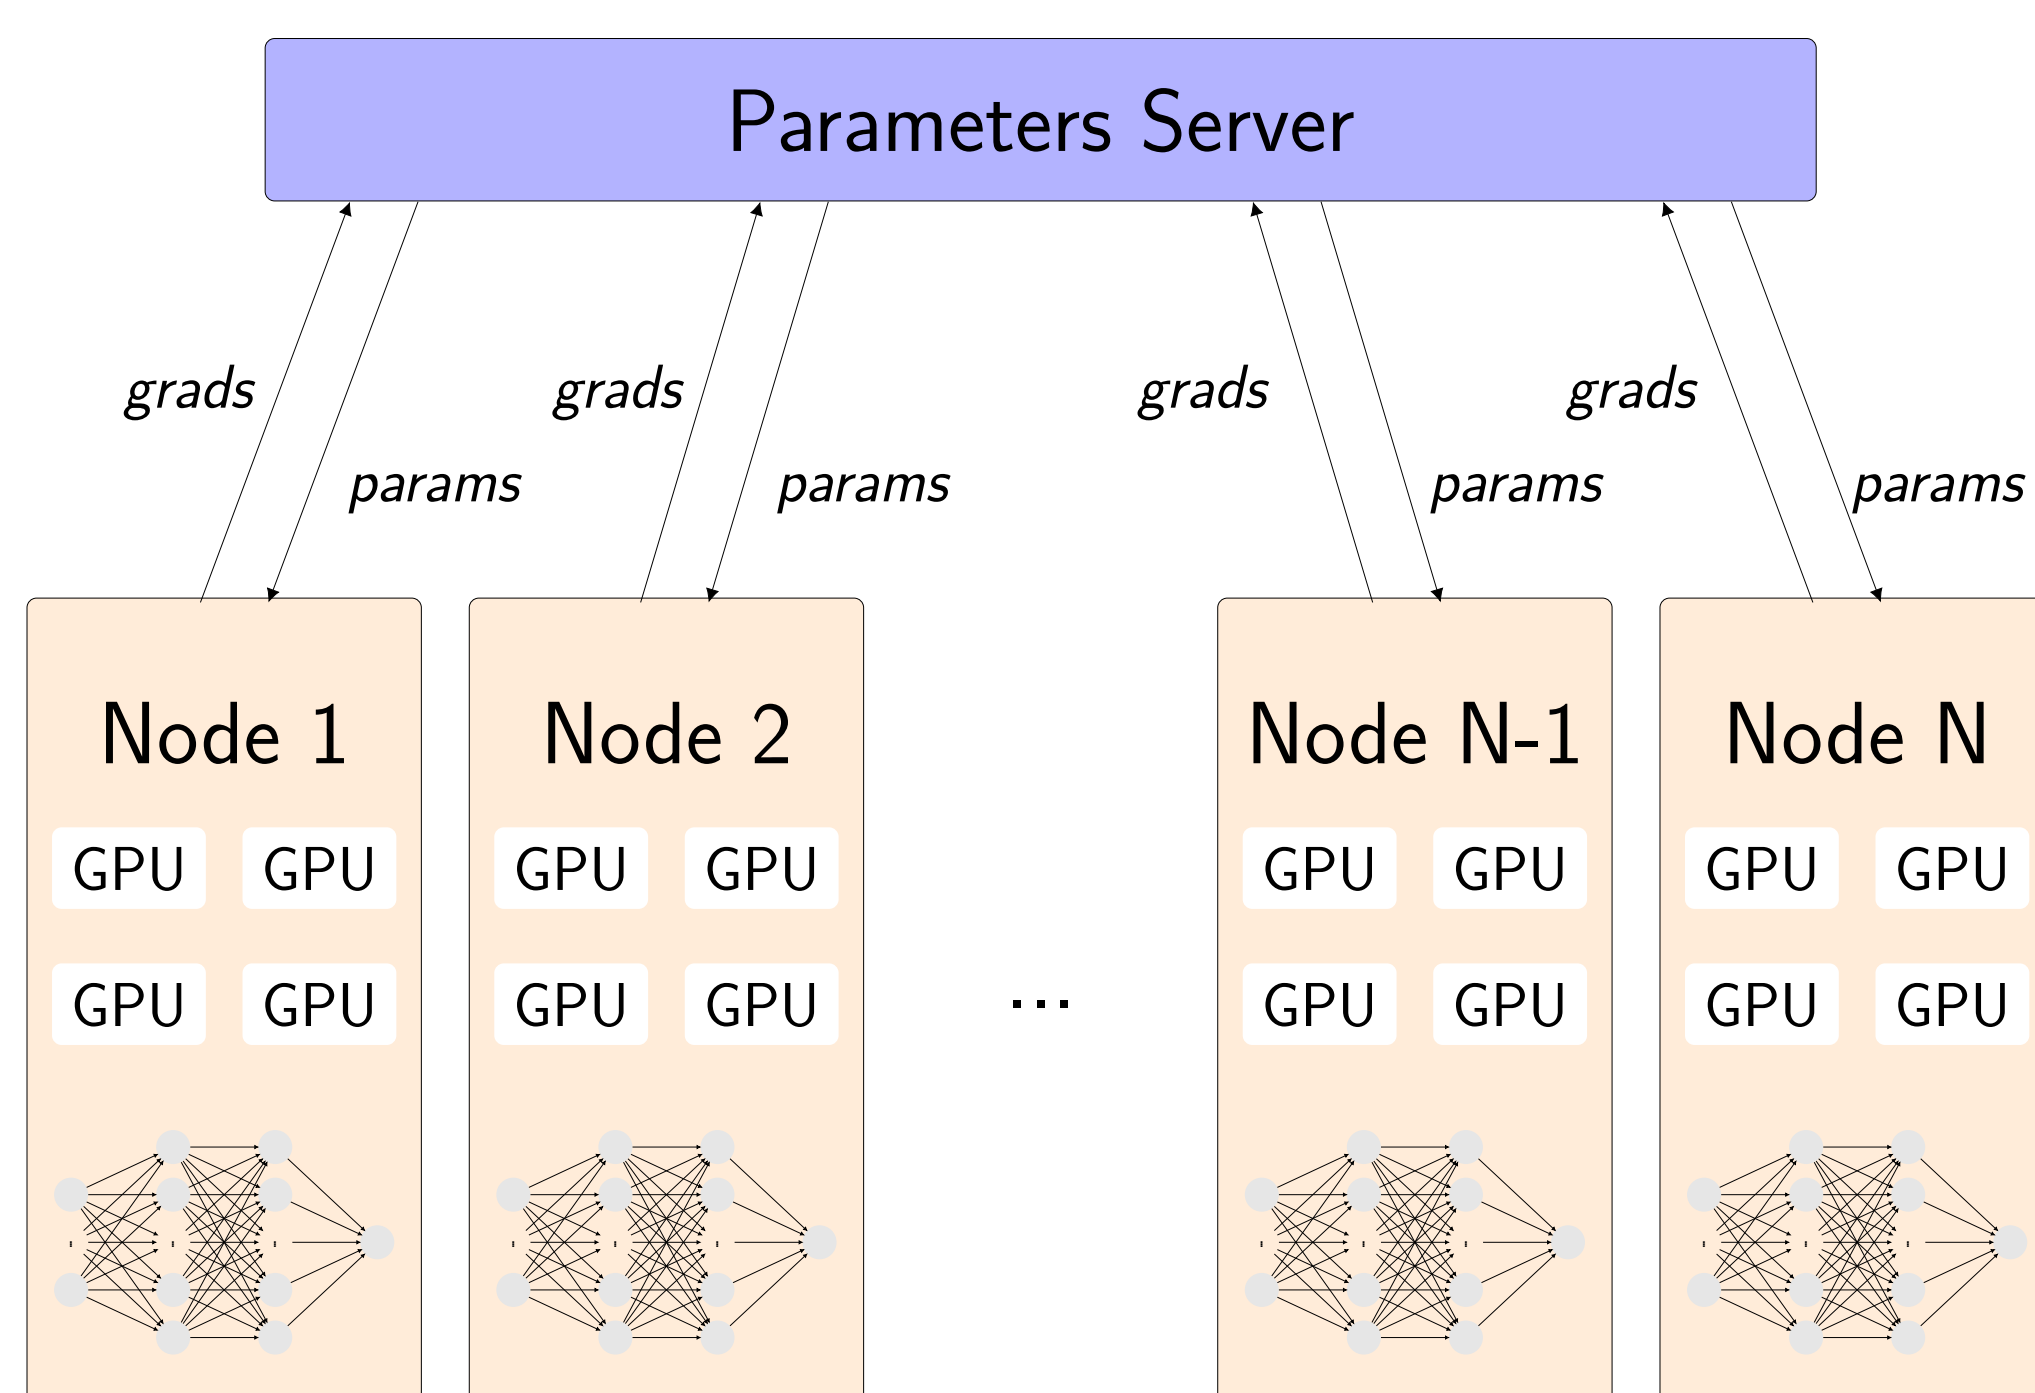 Parameters Server
grads grads grads grads
params params params params
Node 1 Node 2 Node N-1 Node N
GPU GPU GPU GPU GPU GPU GPU GPU
GPU GPU GPU GPU ... GPU GPU GPU GPU